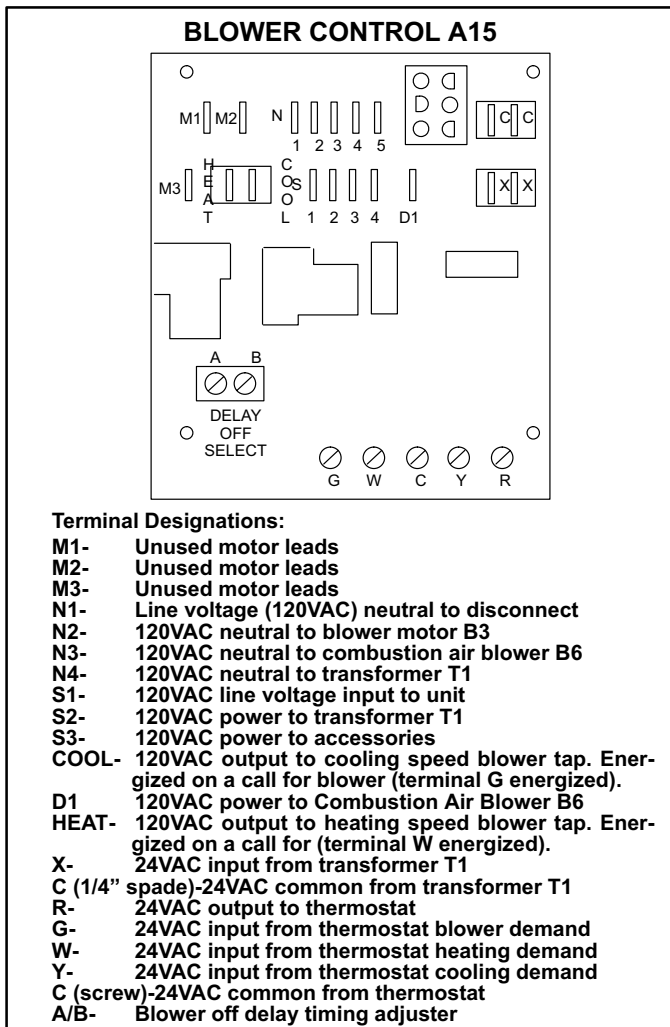 BLOWER CONTROL A15
M1 M2 N C C
1 2 3 4 5
M3 HEAT COOL S X X
1 2 3 4 D1
A B
DELAY
OFF
SELECT
G W C Y R
Terminal Designations:
M1- Unused motor leads
M2- Unused motor leads
M3- Unused motor leads
N1- Line voltage (120VAC) neutral to disconnect
N2- 120VAC neutral to blower motor B3
N3- 120VAC neutral to combustion air blower B6
N4- 120VAC neutral to transformer T1
S1- 120VAC line voltage input to unit
S2- 120VAC power to transformer T1
S3- 120VAC power to accessories
COOL- 120VAC output to cooling speed blower tap. Ener-
gized on a call for blower (terminal G energized).
D1 120VAC power to Combustion Air Blower B6
HEAT- 120VAC output to heating speed blower tap. Ener-
gized on a call for (terminal W energized).
X- 24VAC input from transformer T1
C (1/4” spade)-24VAC common from transformer T1
R- 24VAC output to thermostat
G- 24VAC input from thermostat blower demand
W- 24VAC input from thermostat heating demand
Y- 24VAC input from thermostat cooling demand
C (screw)-24VAC common from thermostat
A/B- Blower off delay timing adjuster